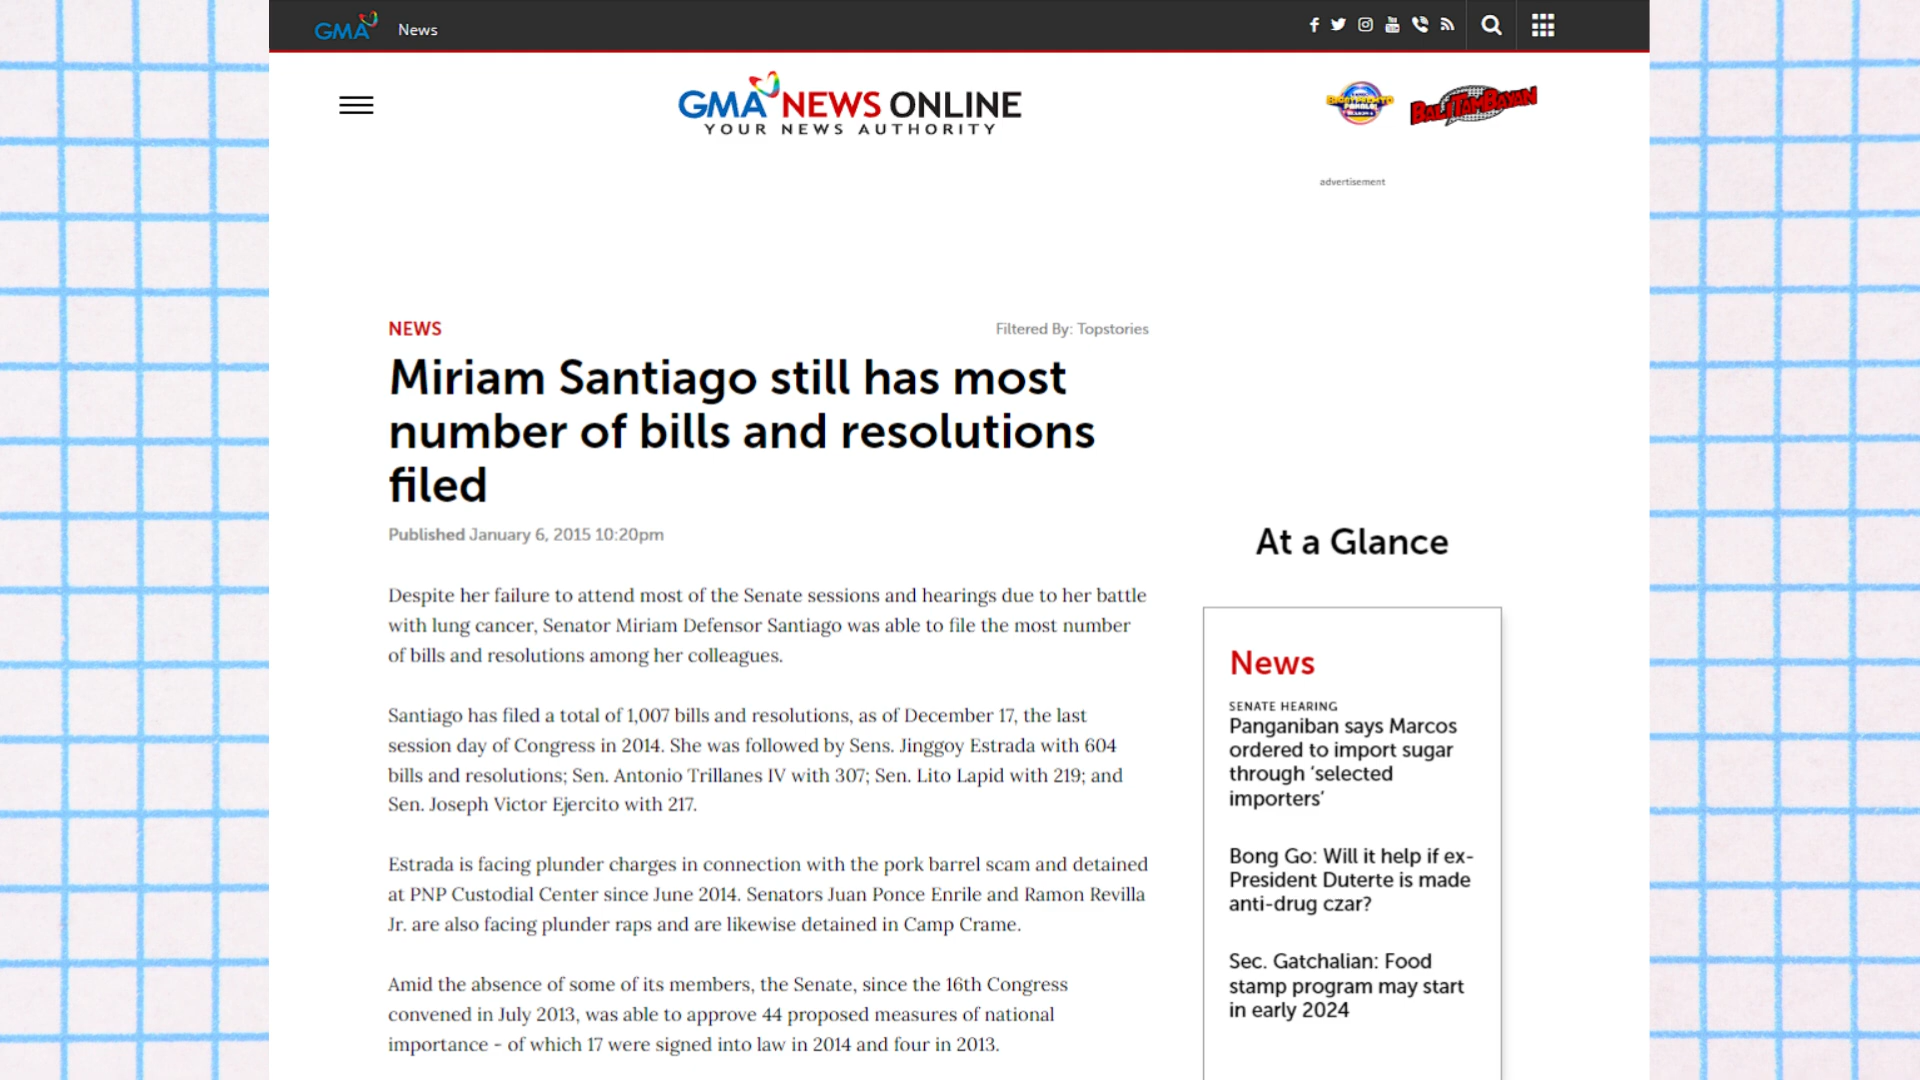 GMA News
GMA NEWS ONLINE
YOUR NEWS AUTHORITY
BALITAMBAYAN
advertisement
NEWS
Filtered By: Topstories
Miriam Santiago still has most
number of bills and resolutions
filed
Published January 6, 2015 10:20pm
Despite her failure to attend most of the Senate sessions and hearings due to her battle
with lung cancer, Senator Miriam Defensor Santiago was able to file the most number
of bills and resolutions among her colleagues.
Santiago has filed a total of 1,007 bills and resolutions, as of December 17, the last
session day of Congress in 2014. She was followed by Sens. Jinggoy Estrada with 604
bills and resolutions; Sen. Antonio Trillanes IV with 307; Sen. Lito Lapid with 219; and
Sen. Joseph Victor Ejercito with 217.
Estrada is facing plunder charges in connection with the pork barrel scam and detained
at PNP Custodial Center since June 2014. Senators Juan Ponce Enrile and Ramon Revilla
Jr. are also facing plunder raps and are likewise detained in Camp Crame.
Amid the absence of some of its members, the Senate, since the 16th Congress
convened in July 2013, was able to approve 44 proposed measures of national
importance - of which 17 were signed into law in 2014 and four in 2013.
At a Glance
News
SENATE HEARING
Panganiban says Marcos
ordered to import sugar
through ‘selected
importers’
Bong Go: Will it help if ex-
President Duterte is made
anti-drug czar?
Sec. Gatchalian: Food
stamp program may start
in early 2024